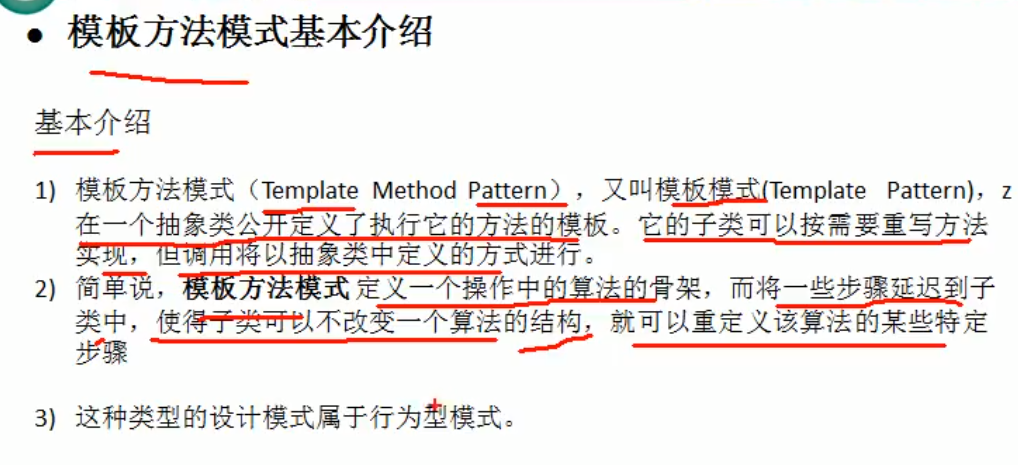 • 模板方法模式基本介绍
基本介绍
1) 模板方法模式（Template Method Pattern），又叫模板模式(Template Pattern)，z
在一个抽象类公开定义了执行它的方法的模板。它的子类可以按需要重写方法
实现，但调用将以抽象类中定义的方式进行。
2) 简单说，模板方法模式 定义一个操作中的算法的骨架，而将一些步骤延迟到子
类中，使得子类可以不改变一个算法的结构，就可以重定义该算法的某些特定
步骤
3) 这种类型的设计模式属于行为型模式。